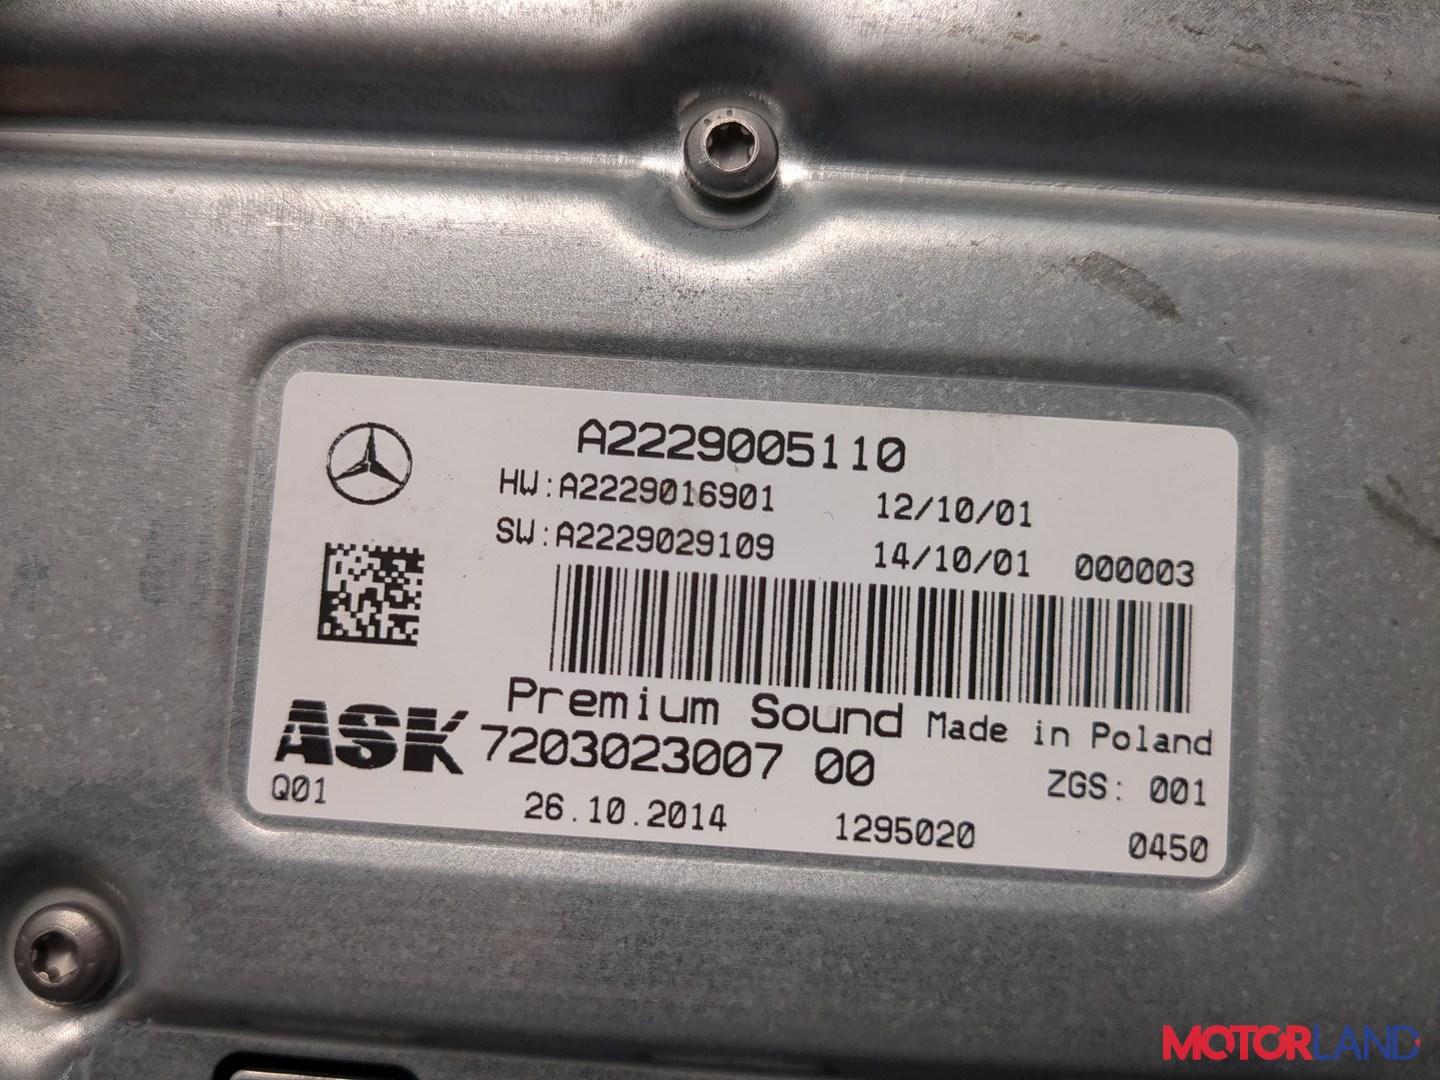 A2229005110
HW:A2229016901 12/10/01
SW:A2229029109 14/10/01 000003
Premium Sound Made in Poland
ASK 7203023007 00 ZGS: 001
Q01 26.10.2014 1295020 0450
MOTORLAND